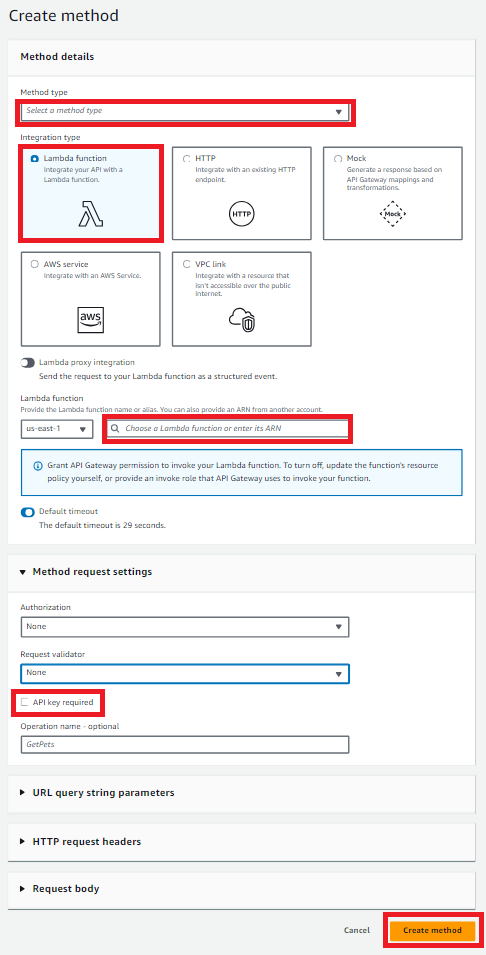 Create method
Method details
Method type
Select a method type
Integration type
Lambda function
Integrate your API with a
Lambda function.
HTTP
Integrate with an existing HTTP
endpoint.
HTTP
Mock
Generate a response based on
API Gateway mappings and
transformations.
Mock
AWS service
Integrate with an AWS Service.
aws
VPC link
Integrate with a resource that
isn't accessible over the public
internet.
Lambda proxy integration
Send the request to your Lambda function as a structured event.
Lambda function
Provide the Lambda function name or alias. You can also provide an ARN from another account.
us-east-1
Choose a Lambda function or enter its ARN
Grant API Gateway permission to invoke your Lambda function. To turn off, update the function's resource
policy yourself, or provide an invoke role that API Gateway uses to invoke your function.
Default timeout
The default timeout is 29 seconds.
Method request settings
Authorization
None
Request validator
None
API key required
Operation name - optional
GetPets
URL query string parameters
HTTP request headers
Request body
Cancel
Create method